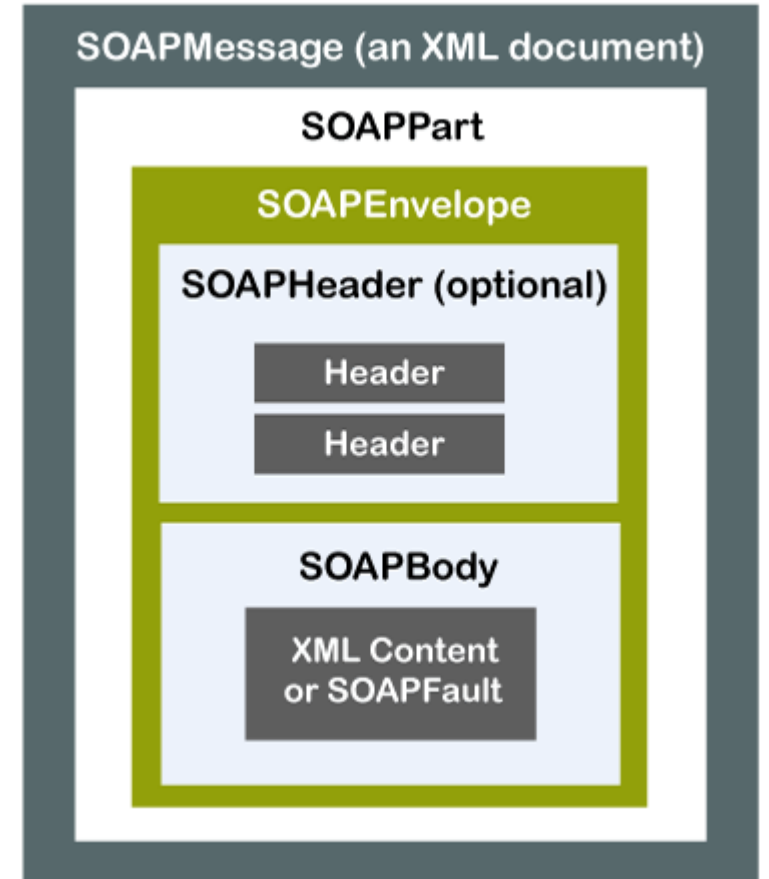 SOAPMessage (an XML document)
SOAPPart
SOAPEnvelope
SOAPHeader (optional)
Header
Header
SOAPBody
XML Content
or SOAPFault